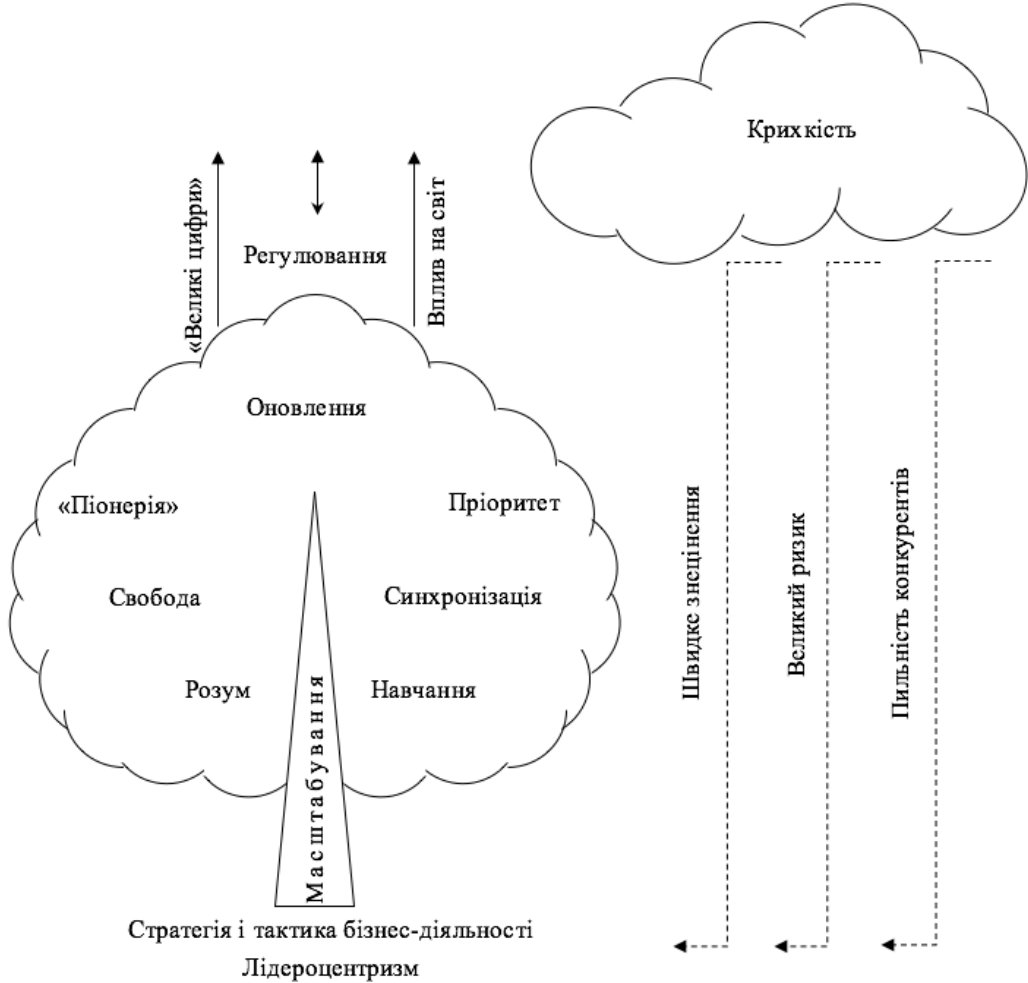 Крихкість
«Великі цифри»
Регулювання
Вплив на світ
Оновлення
«Піонерія»
Пріоритет
Свобода
Синхронізація
Розум
Навчання
Масштабування
Швидке знецінення
Великий ризик
Пильність конкурентів
Стратегія і тактика бізнес-діяльності
Лідероцентризм